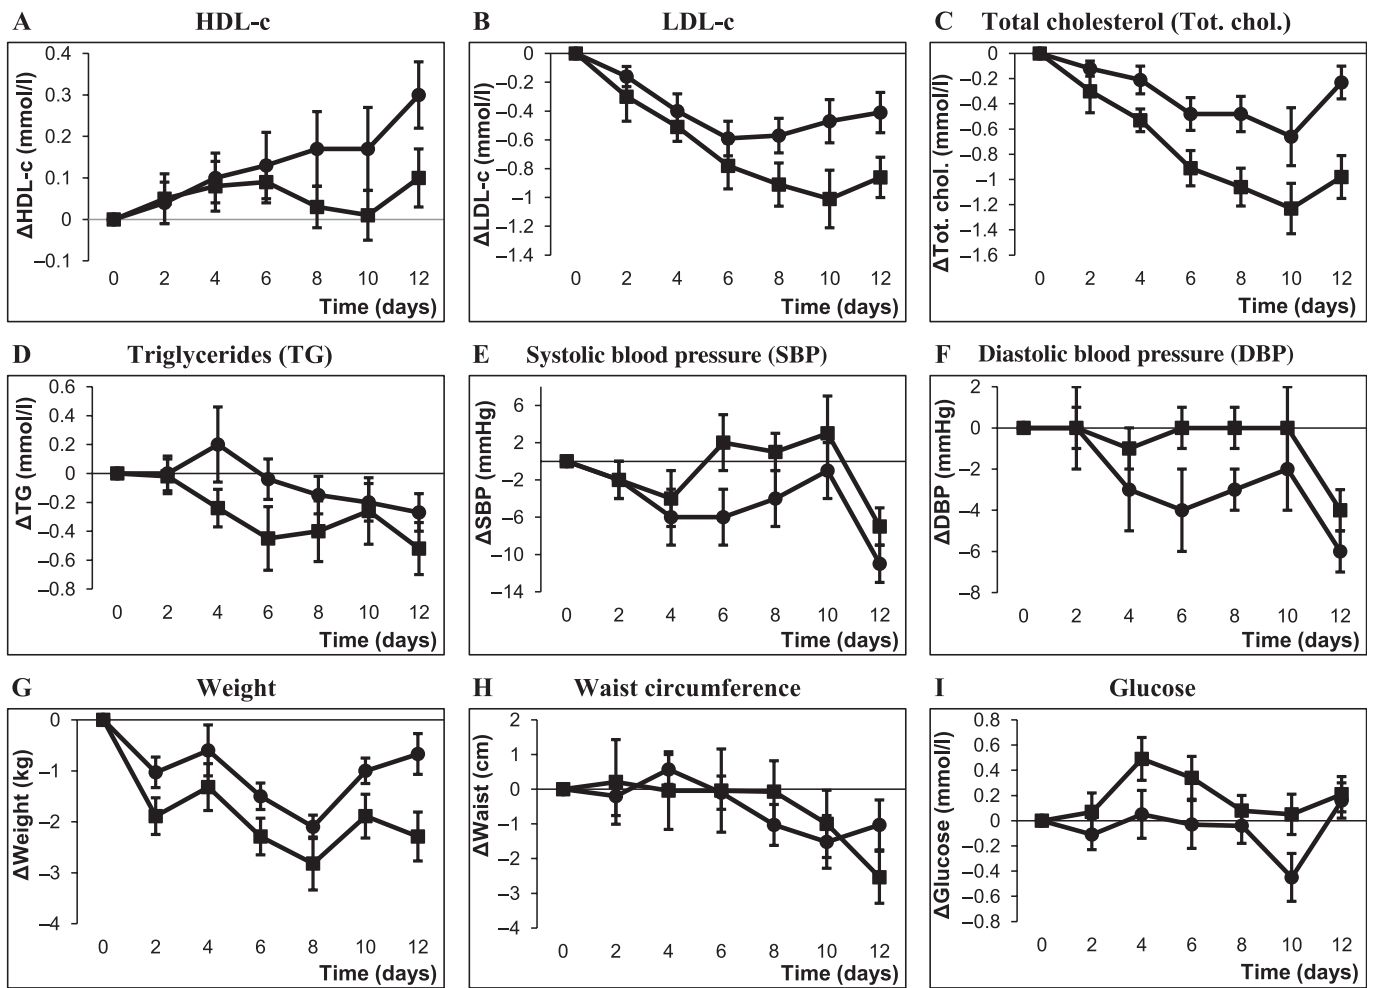 A HDL-c
ΔHDL-c (mmol/l)
0.4
0.3
0.2
0.1
0
–0.1
0 2 4 6 8 10 12
Time (days)
B LDL-c
ΔLDL-c (mmol/l)
0
–0.2
–0.4
–0.6
–0.8
–1
–1.2
–1.4
0 2 4 6 8 10 12
Time (days)
C Total cholesterol (Tot. chol.)
ΔTot. chol. (mmol/l)
0
–0.2
–0.4
–0.6
–0.8
–1
–1.2
–1.4
–1.6
0 2 4 6 8 10 12
Time (days)
D Triglycerides (TG)
ΔTG (mmol/l)
0.6
0.4
0.2
0
–0.2
–0.4
–0.6
–0.8
0 2 4 6 8 10 12
Time (days)
E Systolic blood pressure (SBP)
ΔSBP (mmHg)
6
2
–2
–6
–10
–14
0 2 4 6 8 10 12
Time (days)
F Diastolic blood pressure (DBP)
ΔDBP (mmHg)
2
0
–2
–4
–6
–8
0 2 4 6 8 10 12
Time (days)
G Weight
ΔWeight (kg)
0
–1
–2
–3
–4
0 2 4 6 8 10 12
Time (days)
H Waist circumference
ΔWaist (cm)
2
1
0
–1
–2
–3
–4
0 2 4 6 8 10 12
Time (days)
I Glucose
ΔGlucose (mmol/l)
0.8
0.6
0.4
0.2
0
–0.2
–0.4
–0.6
–0.8
0 2 4 6 8 10 12
Time (days)